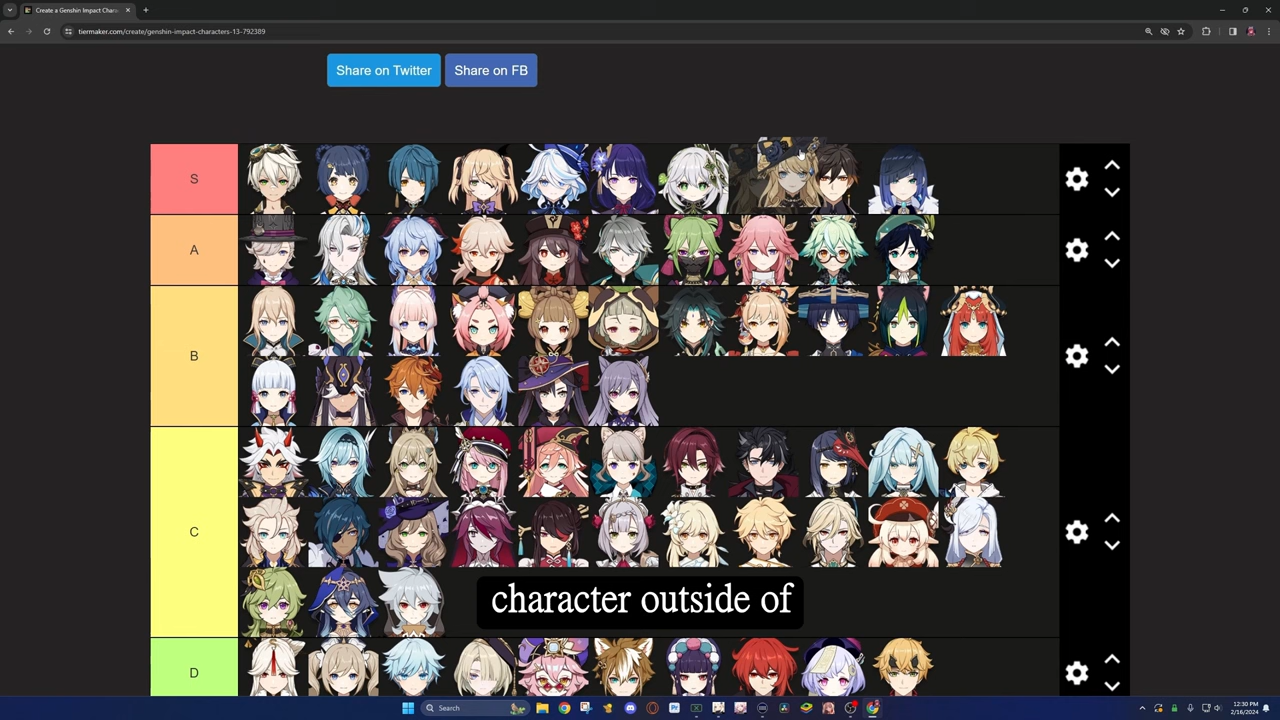 Create a Genshin Impact Chara
tiermaker.com/create/genshin-impact-characters-13-792389
Share on Twitter
Share on FB
S
A
B
C
character outside of
D
Search
12:30 PM
2/16/2024